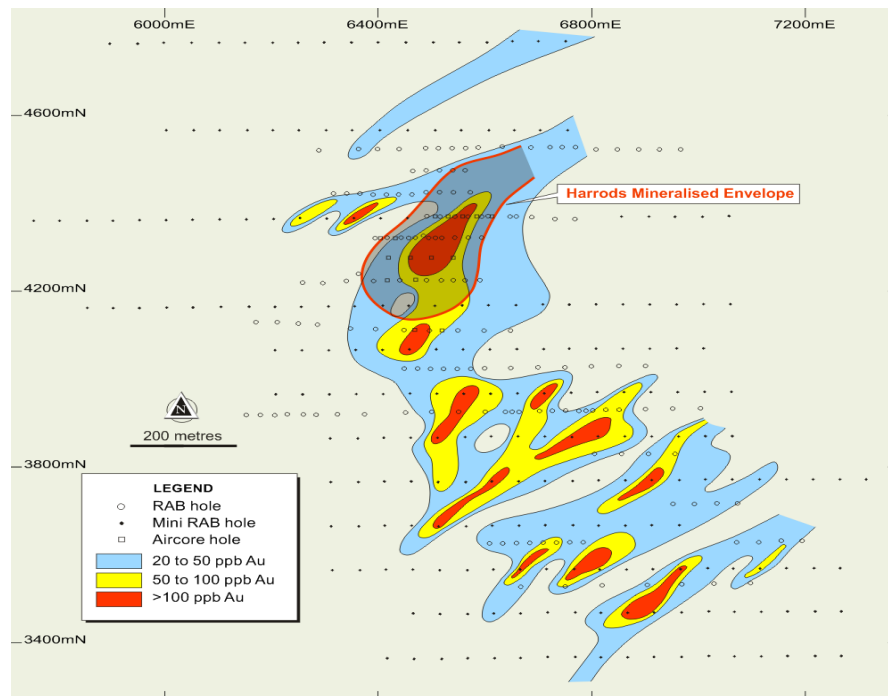 6000mE 6400mE 6800mE 7200mE
4600mN
Harrods Mineralised Envelope
4200mN
N
200 metres
3800mN
LEGEND
RAB hole
Mini RAB hole
Aircore hole
20 to 50 ppb Au
50 to 100 ppb Au
>100 ppb Au
3400mN